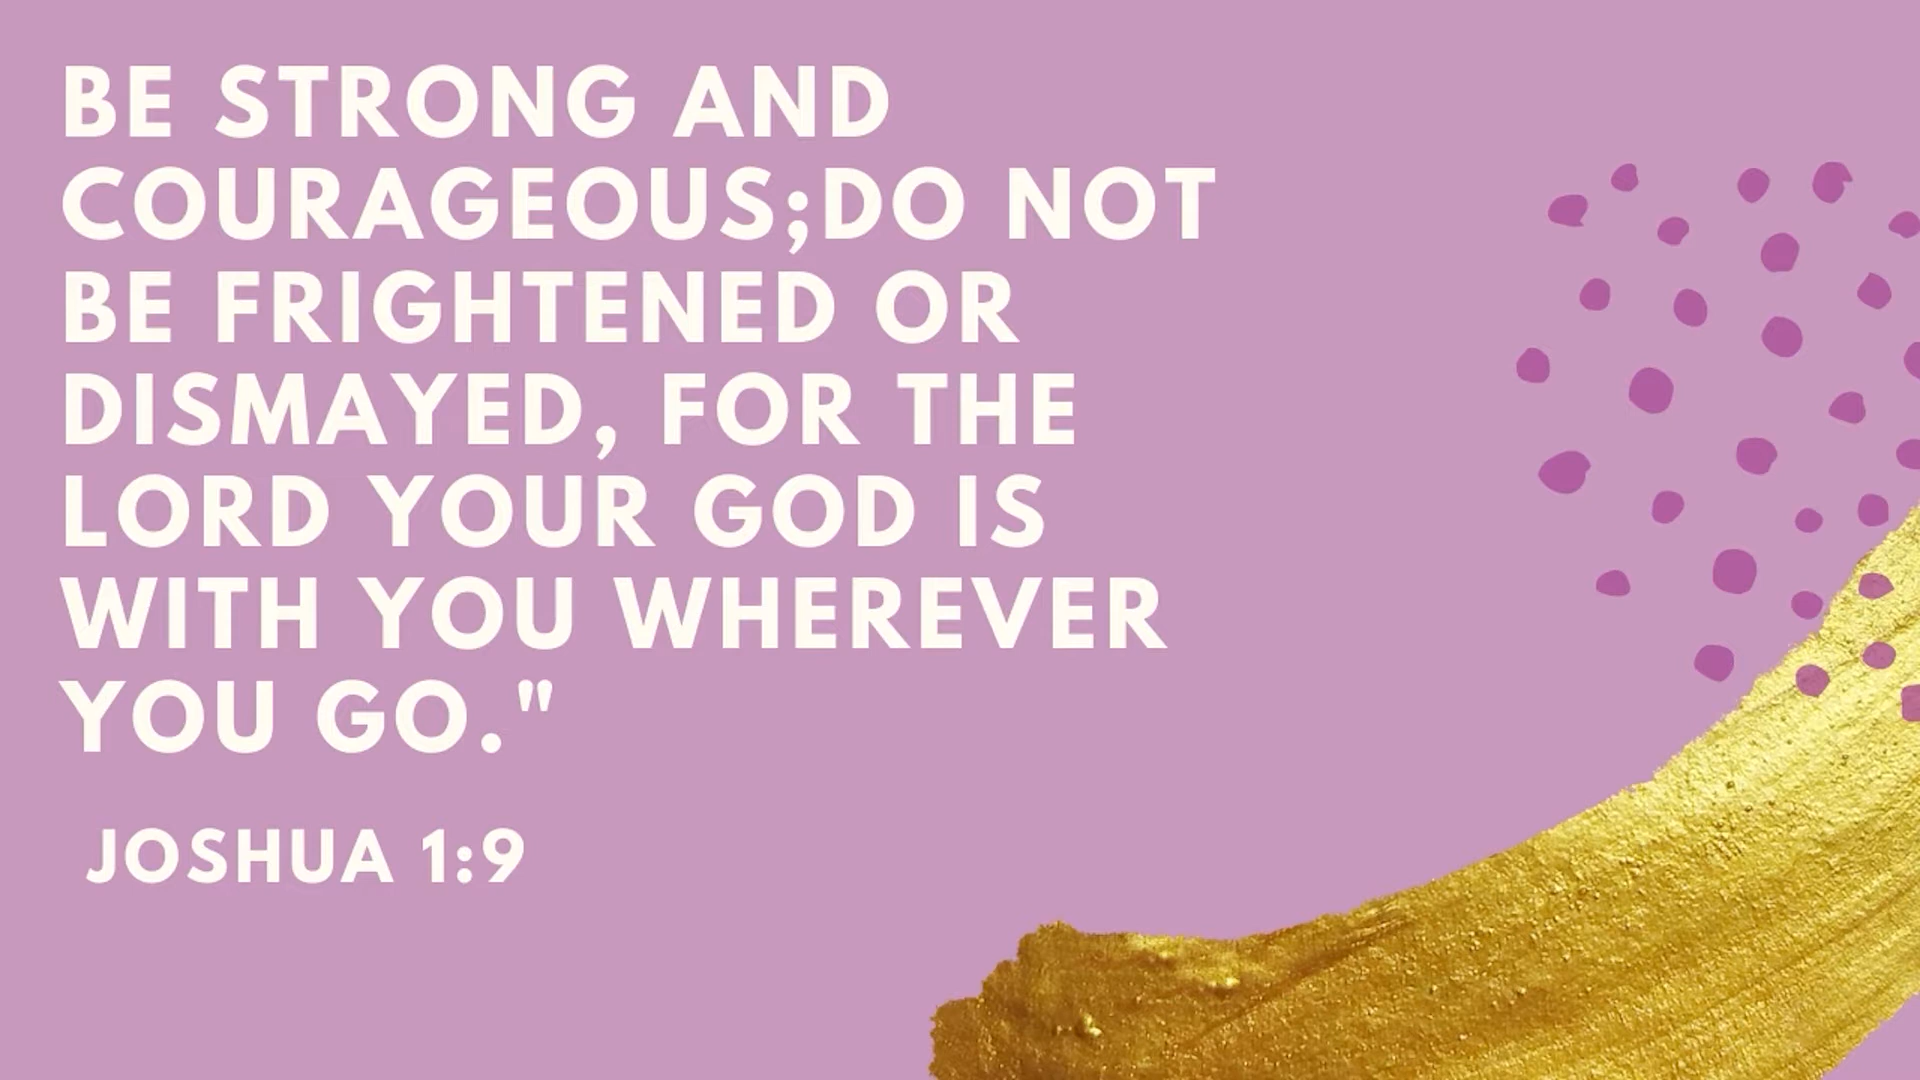 BE STRONG AND
COURAGEOUS;DO NOT
BE FRIGHTENED OR
DISMAYED, FOR THE
LORD YOUR GOD IS
WITH YOU WHEREVER
YOU GO."
JOSHUA 1:9